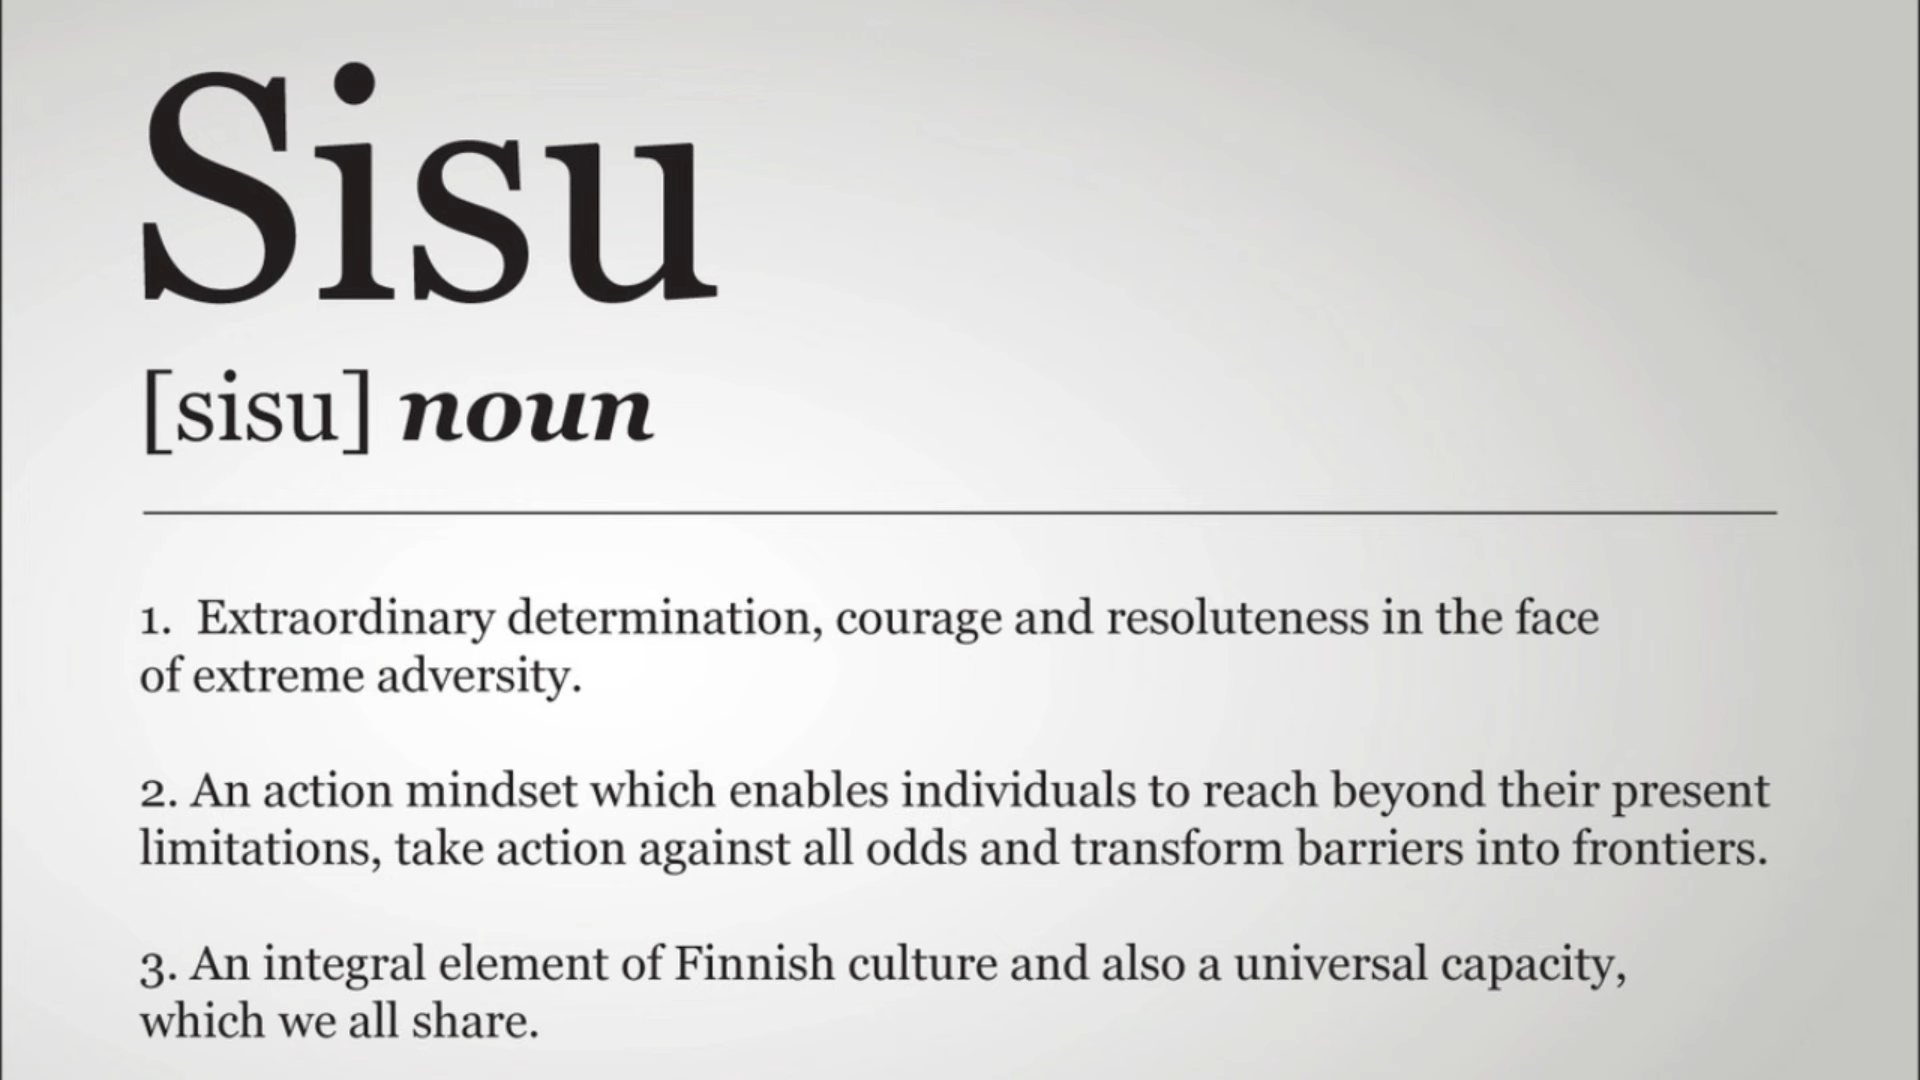 Sisu
[sisu] noun
1. Extraordinary determination, courage and resoluteness in the face
of extreme adversity.
2. An action mindset which enables individuals to reach beyond their present
limitations, take action against all odds and transform barriers into frontiers.
3. An integral element of Finnish culture and also a universal capacity,
which we all share.